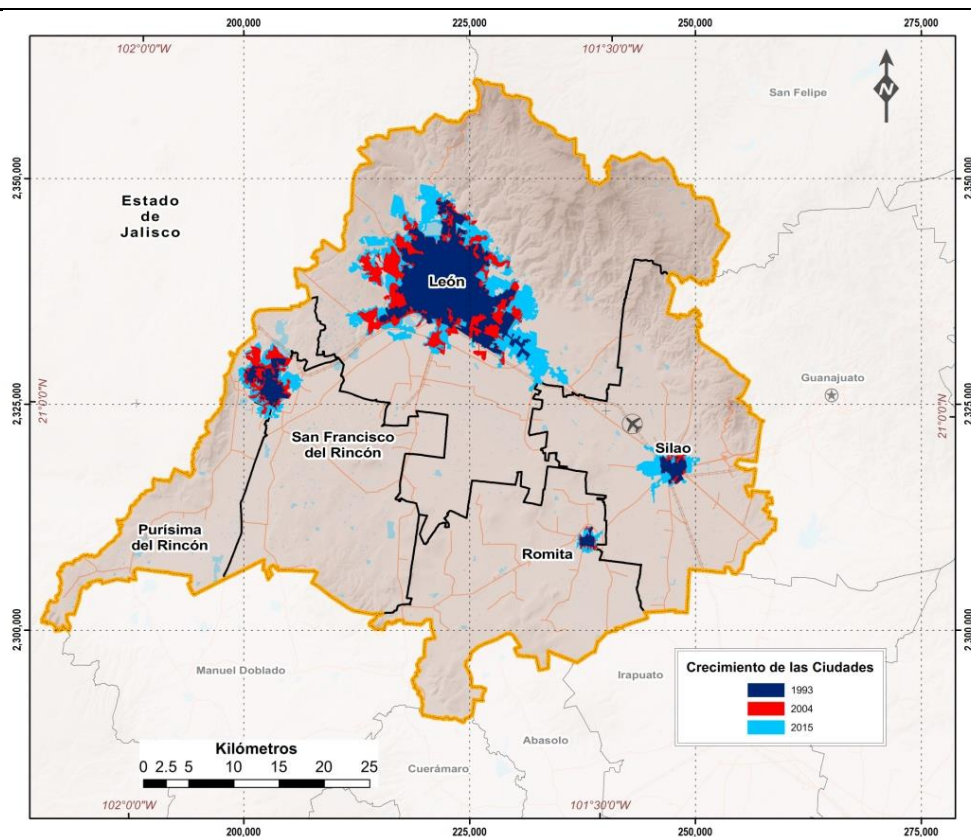 200,000 225,000 250,000 275,000
102°0'0"W 101°30'0"W
San Felipe
N
2,350,000 2,350,000
Estado
de
Jalisco
León
Guanajuato
2,325,000 2,325,000
21°0'0"N 21°0'0"N
San Francisco
del Rincón
Silao
Purísima
del Rincón
Romita
2,300,000 2,300,000
Manuel Doblado
Irapuato
Crecimiento de las Ciudades
1993
2004
2015
Abasolo
Cuerámaro
Kilómetros
0 2.5 5 10 15 20 25
102°0'0"W 101°30'0"W
200,000 225,000 250,000 275,000